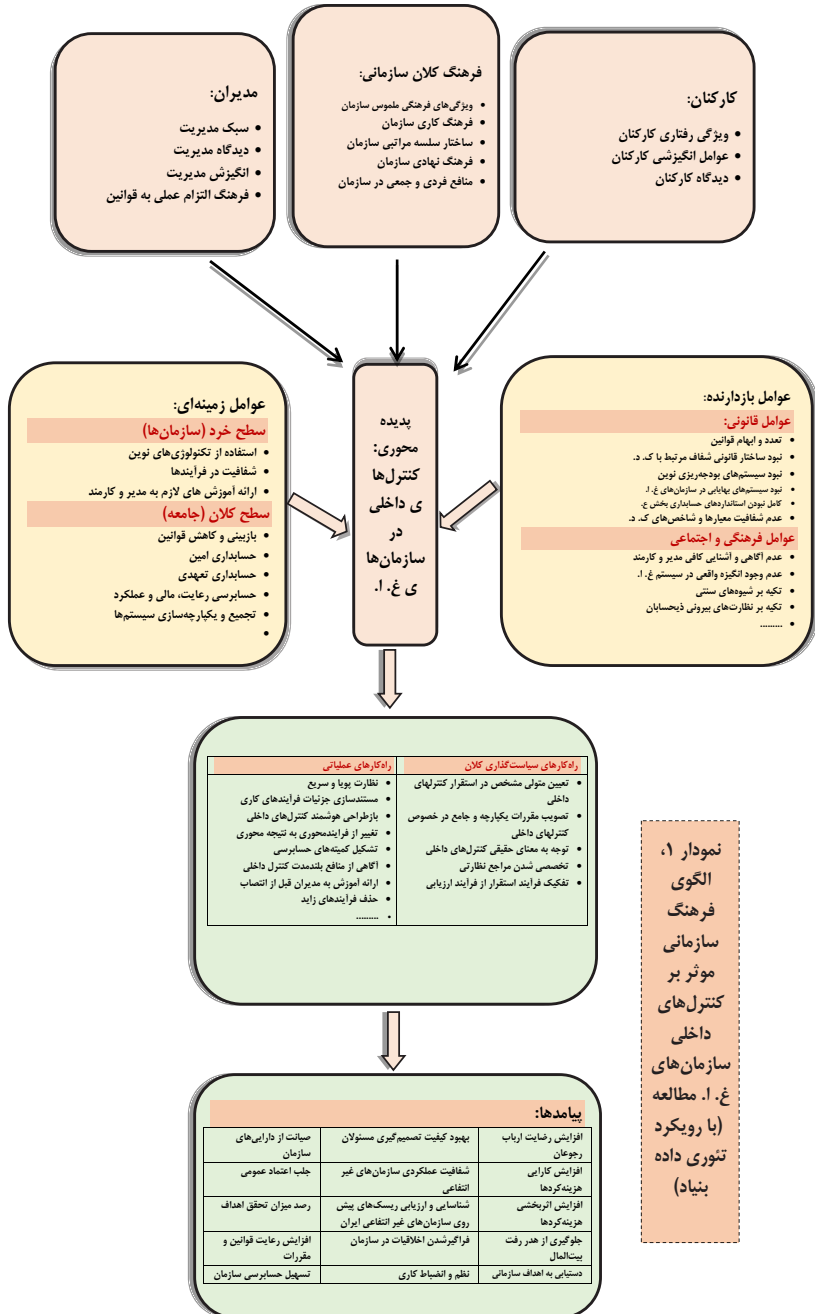 کارکنان:
• ویژگی رفتاری کارکنان
• عوامل انگیزشی کارکنان
• دیدگاه کارکنان
فرهنگ کلان سازمانی:
• ویژگی‌های فرهنگی ملموس سازمان
• فرهنگ کاری سازمان
• ساختار سلسه مراتبی سازمان
• فرهنگ نهادی سازمان
• منافع فردی و جمعی در سازمان
مدیران:
• سبک مدیریت
• دیدگاه مدیریت
• انگیزش مدیریت
• فرهنگ التزام عملی به قوانین
عوامل بازدارنده:
عوامل قانونی:
• تعدد و ابهام قوانین
• نبود ساختار قانونی شفاف مرتبط با ک. د.
• نبود سیستم‌های بودجه‌ریزی نوین
• نبود سیستم‌های بهایابی در سازمان‌های غ. ا.
• کامل نبودن استانداردهای حسابداری بخش ع.
• عدم شفافیت معیارها و شاخص‌های ک. د.
عوامل فرهنگی و اجتماعی
• عدم آگاهی و آشنایی کافی مدیر و کارمند
• عدم وجود انگیزه واقعی در سیستم غ. ا.
• تکیه بر شیوه‌های سنتی
• تکیه بر نظارت‌های بیرونی ذیحسابان
• .........
پدیده
محوری:
کنترل‌ها
ی داخلی
در
سازمان‌ها
ی غ. ا.
عوامل زمینه‌ای:
سطح خرد (سازمان‌ها)
• استفاده از تکنولوژی‌های نوین
• شفافیت در فرآیندها
• ارائه آموزش های لازم به مدیر و کارمند
سطح کلان (جامعه)
• بازبینی و کاهش قوانین
• حسابداری امین
• حسابداری تعهدی
• حسابرسی رعایت، مالی و عملکرد
• تجمیع و یکپارچه‌سازی سیستم‌ها
•
راه‌کارهای سیاست‌گذاری کلان
• تعیین متولی مشخص در استقرار کنترلهای
داخلی
• تصویب مقررات یکپارچه و جامع در خصوص
کنترلهای داخلی
• توجه به معنای حقیقی کنترل‌های داخلی
• تخصصی شدن مراجع نظارتی
• تفکیک فرآیند استقرار از فرآیند ارزیابی
راه‌کارهای عملیاتی
• نظارت پویا و سریع
• مستندسازی جزئیات فرآیندهای کاری
• بازطراحی هوشمند کنترل‌های داخلی
• تغییر از فرایندمحوری به نتیجه محوری
• تشکیل کمیته‌های حسابرسی
• آگاهی از منافع بلندمدت کنترل داخلی
• ارائه آموزش به مدیران قبل از انتصاب
• حذف فرآیندهای زاید
• .........
نمودار ۱،
الگوی
فرهنگ
سازمانی
موثر بر
کنترل‌های
داخلی
سازمان‌های
غ. ا. مطالعه
(با رویکرد
تئوری داده
بنیاد)
پیامدها:
افزایش رضایت ارباب
رجوعان
بهبود کیفیت تصمیم‌گیری مسئولان
صیانت از دارایی‌های
سازمان
افزایش کارایی
هزینه‌کردها
شفافیت عملکردی سازمان‌های غیر
انتفاعی
جلب اعتماد عمومی
افزایش اثربخشی
هزینه‌کردها
شناسایی و ارزیابی ریسک‌های پیش
روی سازمان‌های غیر انتفاعی ایران
رصد میزان تحقق اهداف
جلوگیری از هدر رفت
بیت‌المال
فراگیرشدن اخلاقیات در سازمان
افزایش رعایت قوانین و
مقررات
دستیابی به اهداف سازمانی
نظم و انضباط کاری
تسهیل حسابرسی سازمان